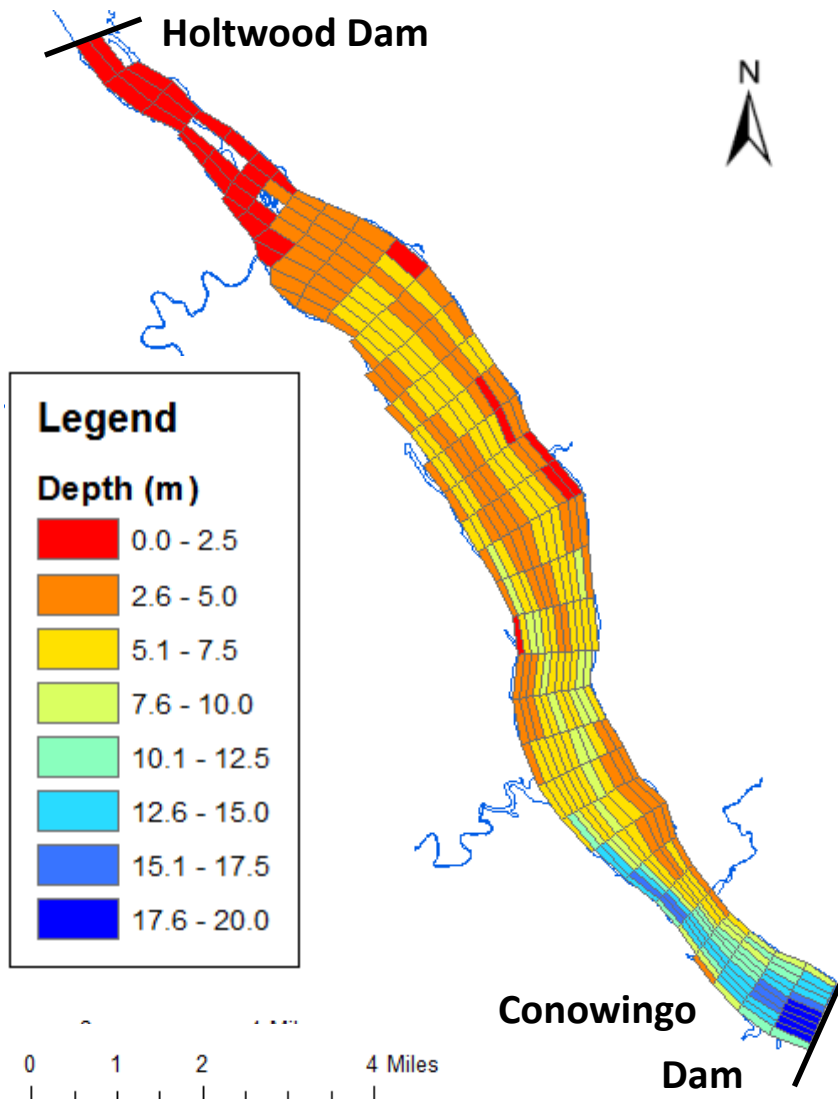 Holtwood Dam
N
Legend
Depth (m)
0.0 - 2.5
2.6 - 5.0
5.1 - 7.5
7.6 - 10.0
10.1 - 12.5
12.6 - 15.0
15.1 - 17.5
17.6 - 20.0
Conowingo
Dam
0 1 2 4 Miles